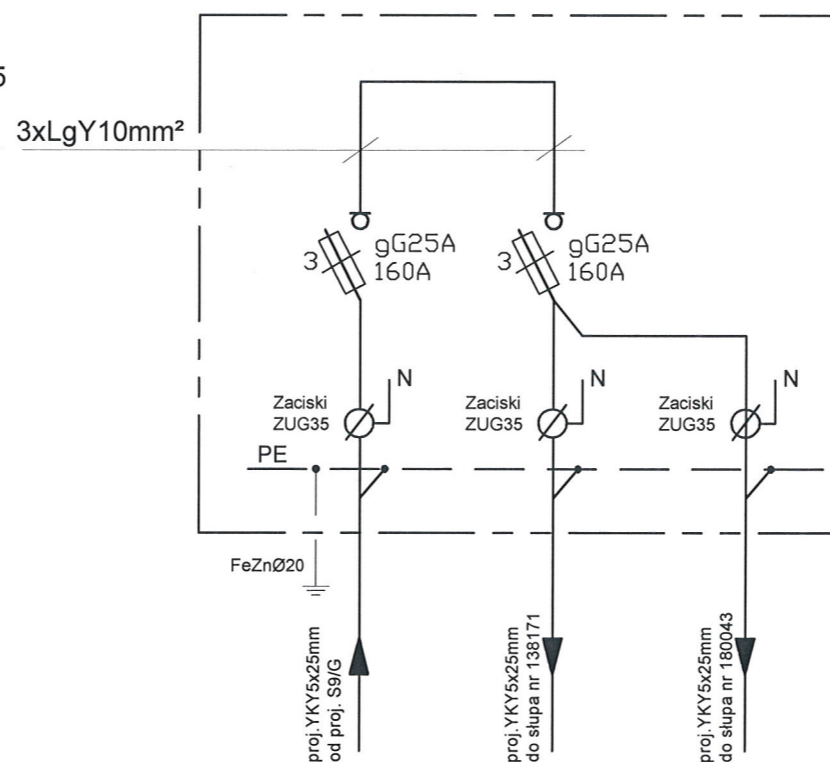 5
3xLgY10mm²
3
gG25A
160A
3
gG25A
160A
Zaciski
ZUG35
N
Zaciski
ZUG35
N
Zaciski
ZUG35
N
PE
FeZnØ20
proj.YKY5x25mm
od proj. S9/G
proj.YKY5x25mm
do słupa nr 138171
proj.YKY5x25mm
do słupa nr 180043